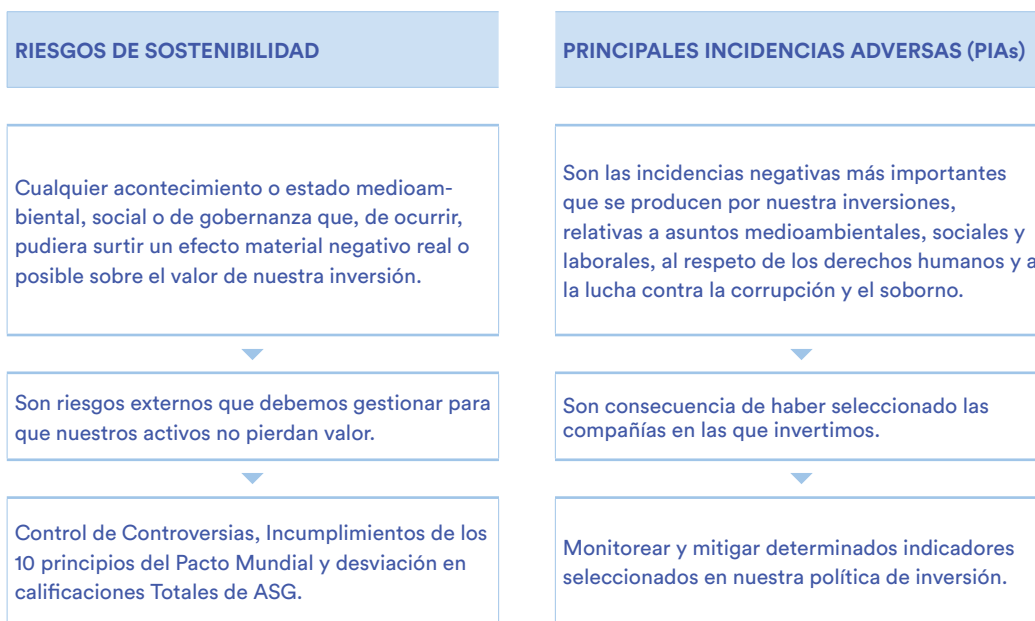 RIESGOS DE SOSTENIBILIDAD
Cualquier acontecimiento o estado medioam-
biental, social o de gobernanza que, de ocurrir,
pudiera surtir un efecto material negativo real o
posible sobre el valor de nuestra inversión.
Son riesgos externos que debemos gestionar para
que nuestros activos no pierdan valor.
Control de Controversias, Incumplimientos de los
10 principios del Pacto Mundial y desviación en
calificaciones Totales de ASG.
PRINCIPALES INCIDENCIAS ADVERSAS (PIAs)
Son las incidencias negativas más importantes
que se producen por nuestra inversiones,
relativas a asuntos medioambientales, sociales y
laborales, al respeto de los derechos humanos y a
la lucha contra la corrupción y el soborno.
Son consecuencia de haber seleccionado las
compañías en las que invertimos.
Monitorear y mitigar determinados indicadores
seleccionados en nuestra política de inversión.